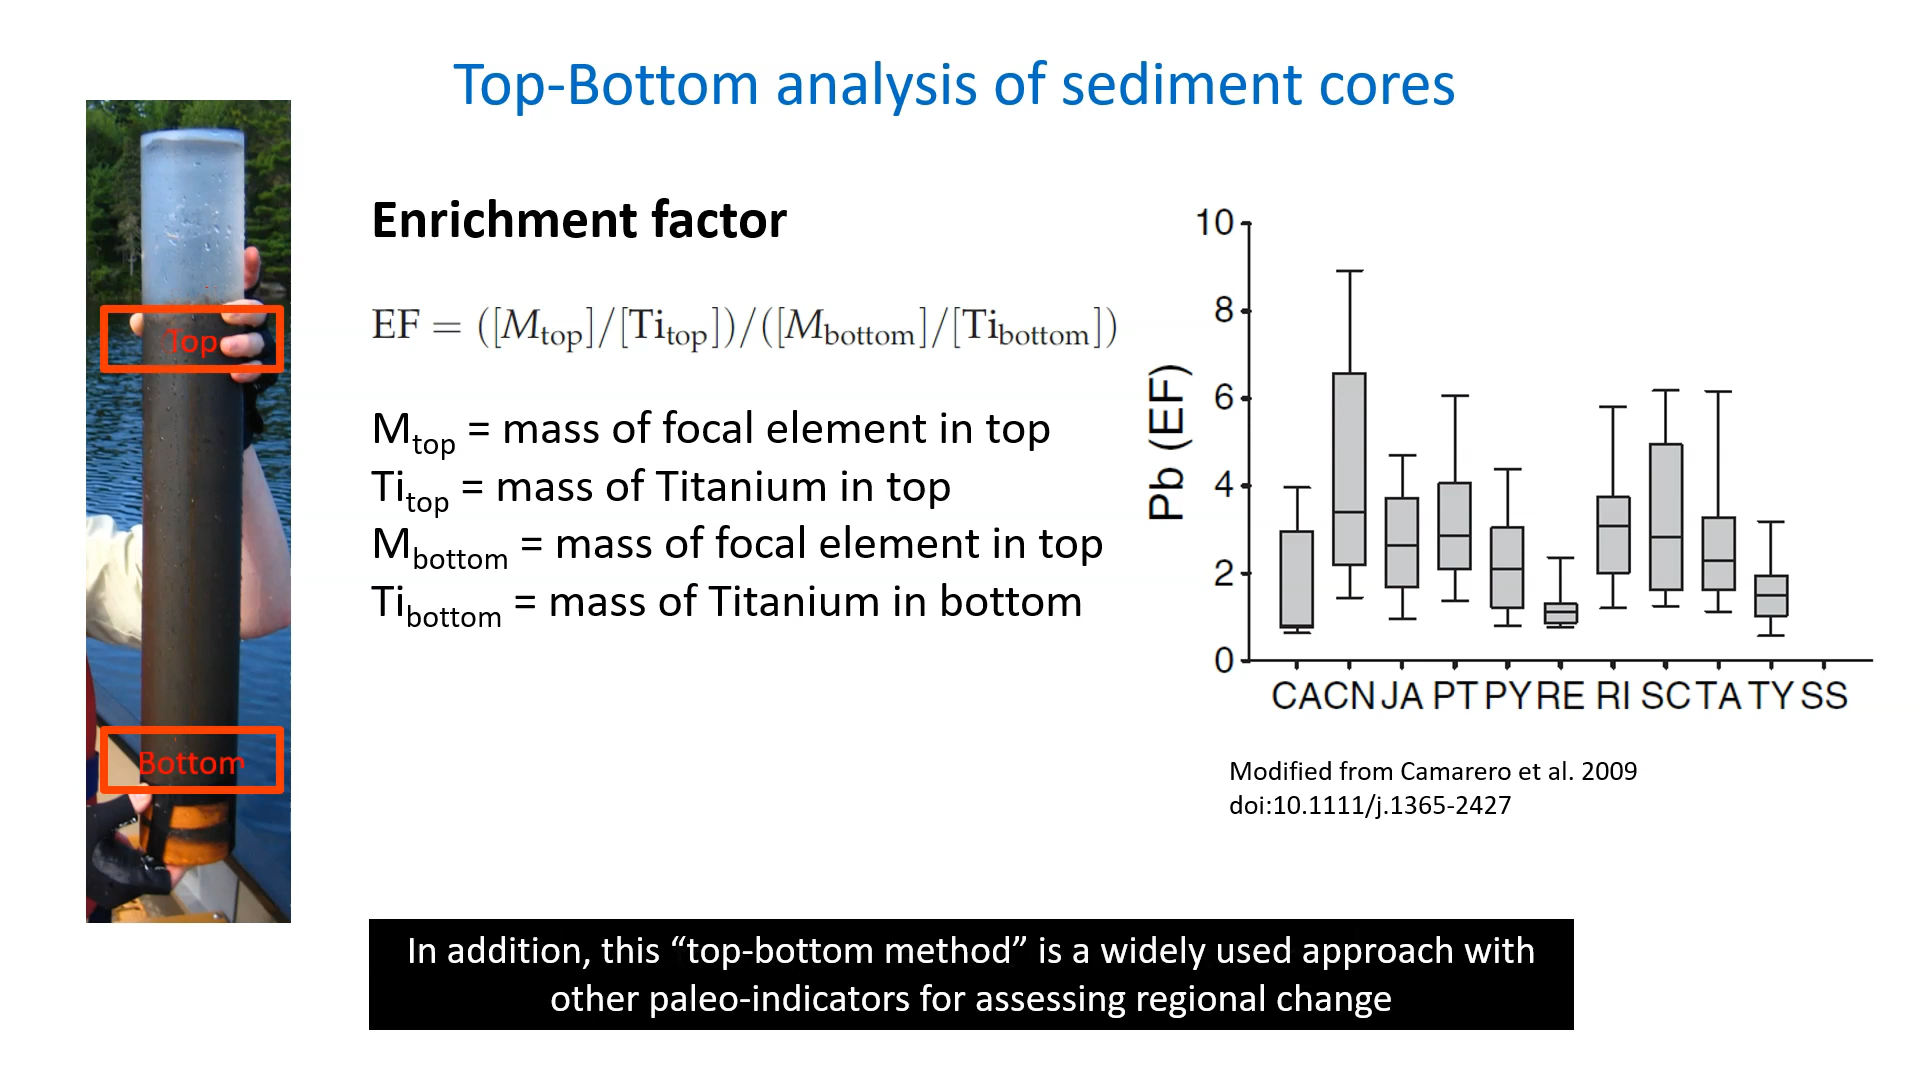 Top-Bottom analysis of sediment cores
Top
Bottom
Enrichment factor
EF = ([M_top]/[Ti_top])/([M_bottom]/[Ti_bottom])
M_top = mass of focal element in top
Ti_top = mass of Titanium in top
M_bottom = mass of focal element in top
Ti_bottom = mass of Titanium in bottom
Pb (EF)
10
8
6
4
2
0
CA CN JA PT PY RE RI SC TA TY SS
Modified from Camarero et al. 2009
doi:10.1111/j.1365-2427
In addition, this “top-bottom method” is a widely used approach with
other paleo-indicators for assessing regional change